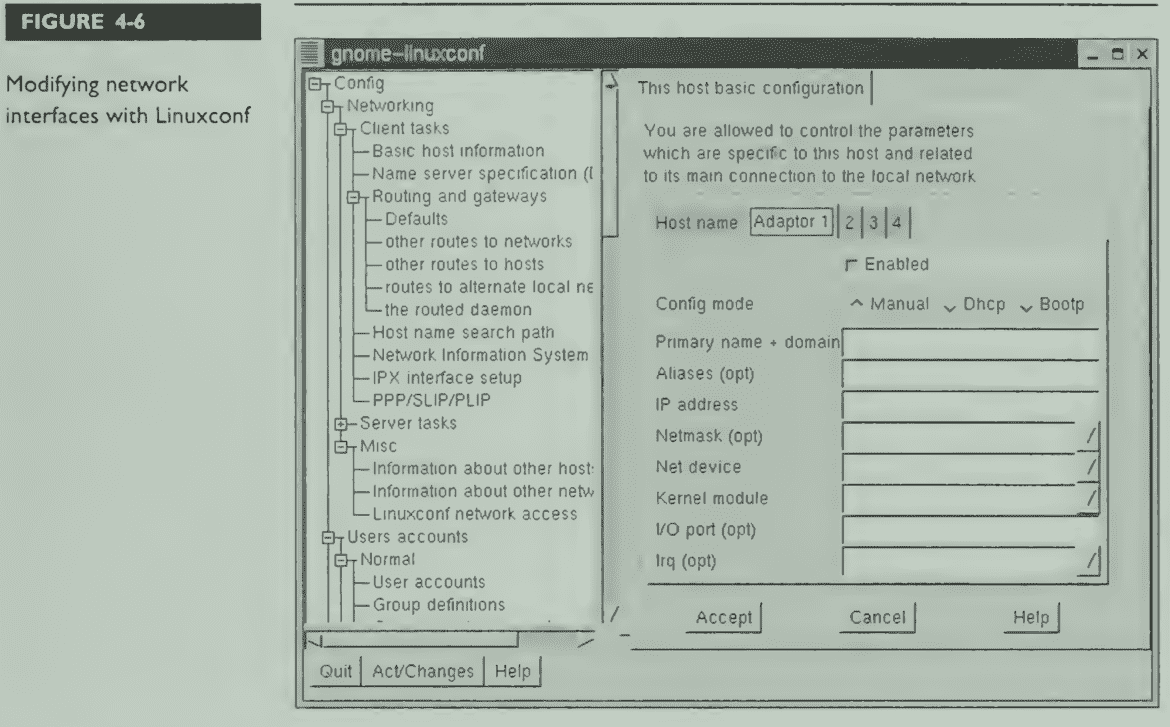 FIGURE 4-6
Modifying network
interfaces with Linuxconf
gnome-linuxconf
Config
Networking
Client tasks
Basic host information
Name server specification (
Routing and gateways
Defaults
other routes to networks
other routes to hosts
routes to alternate local ne
the routed daemon
Host name search path
Network Information System
IPX interface setup
PPP/SLIP/PLIP
Server tasks
Misc
Information about other host
Information about other netw
Linuxconf network access
Users accounts
Normal
User accounts
Group definitions
Quit Act/Changes Help
This host basic configuration
You are allowed to control the parameters
which are specific to this host and related
to its main connection to the local network
Host name Adaptor 1 2 3 4
Enabled
Config mode Manual Dhcp Bootp
Primary name + domain
Aliases (opt)
IP address
Netmask (opt)
Net device
Kernel module
I/O port (opt)
Irq (opt)
Accept Cancel Help